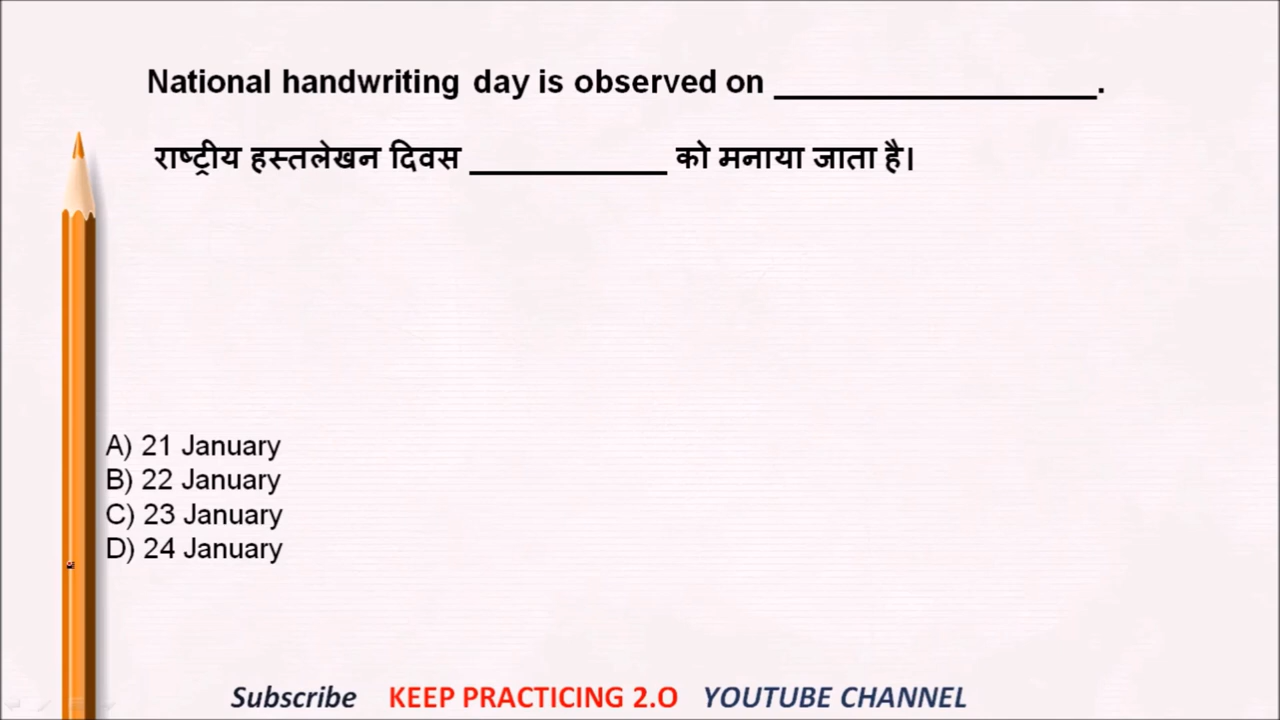 National handwriting day is observed on ___________________.
राष्ट्रीय हस्तलेखन दिवस ____________ को मनाया जाता है।
A) 21 January
B) 22 January
C) 23 January
D) 24 January
Subscribe KEEP PRACTICING 2.O YOUTUBE CHANNEL